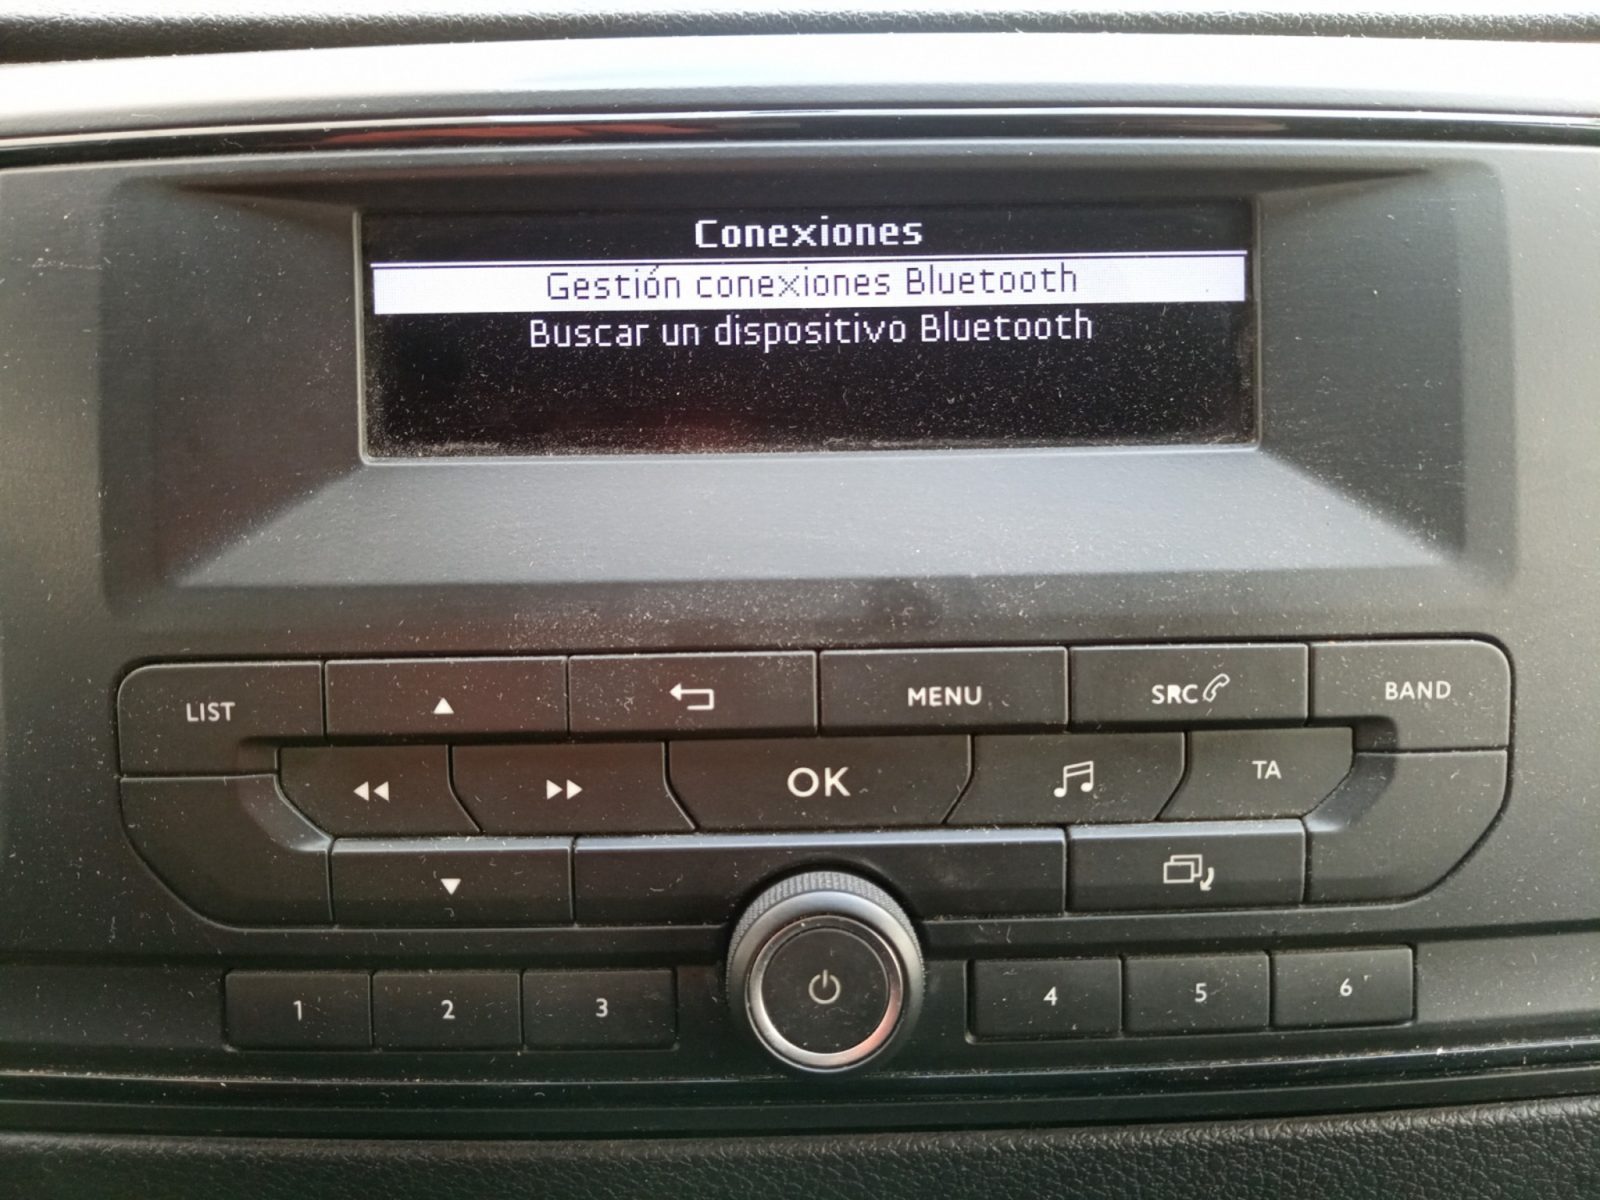 Conexiones
Gestión conexiones Bluetooth
Buscar un dispositivo Bluetooth
LIST
MENU
SRC
BAND
OK
TA
1
2
3
4
5
6